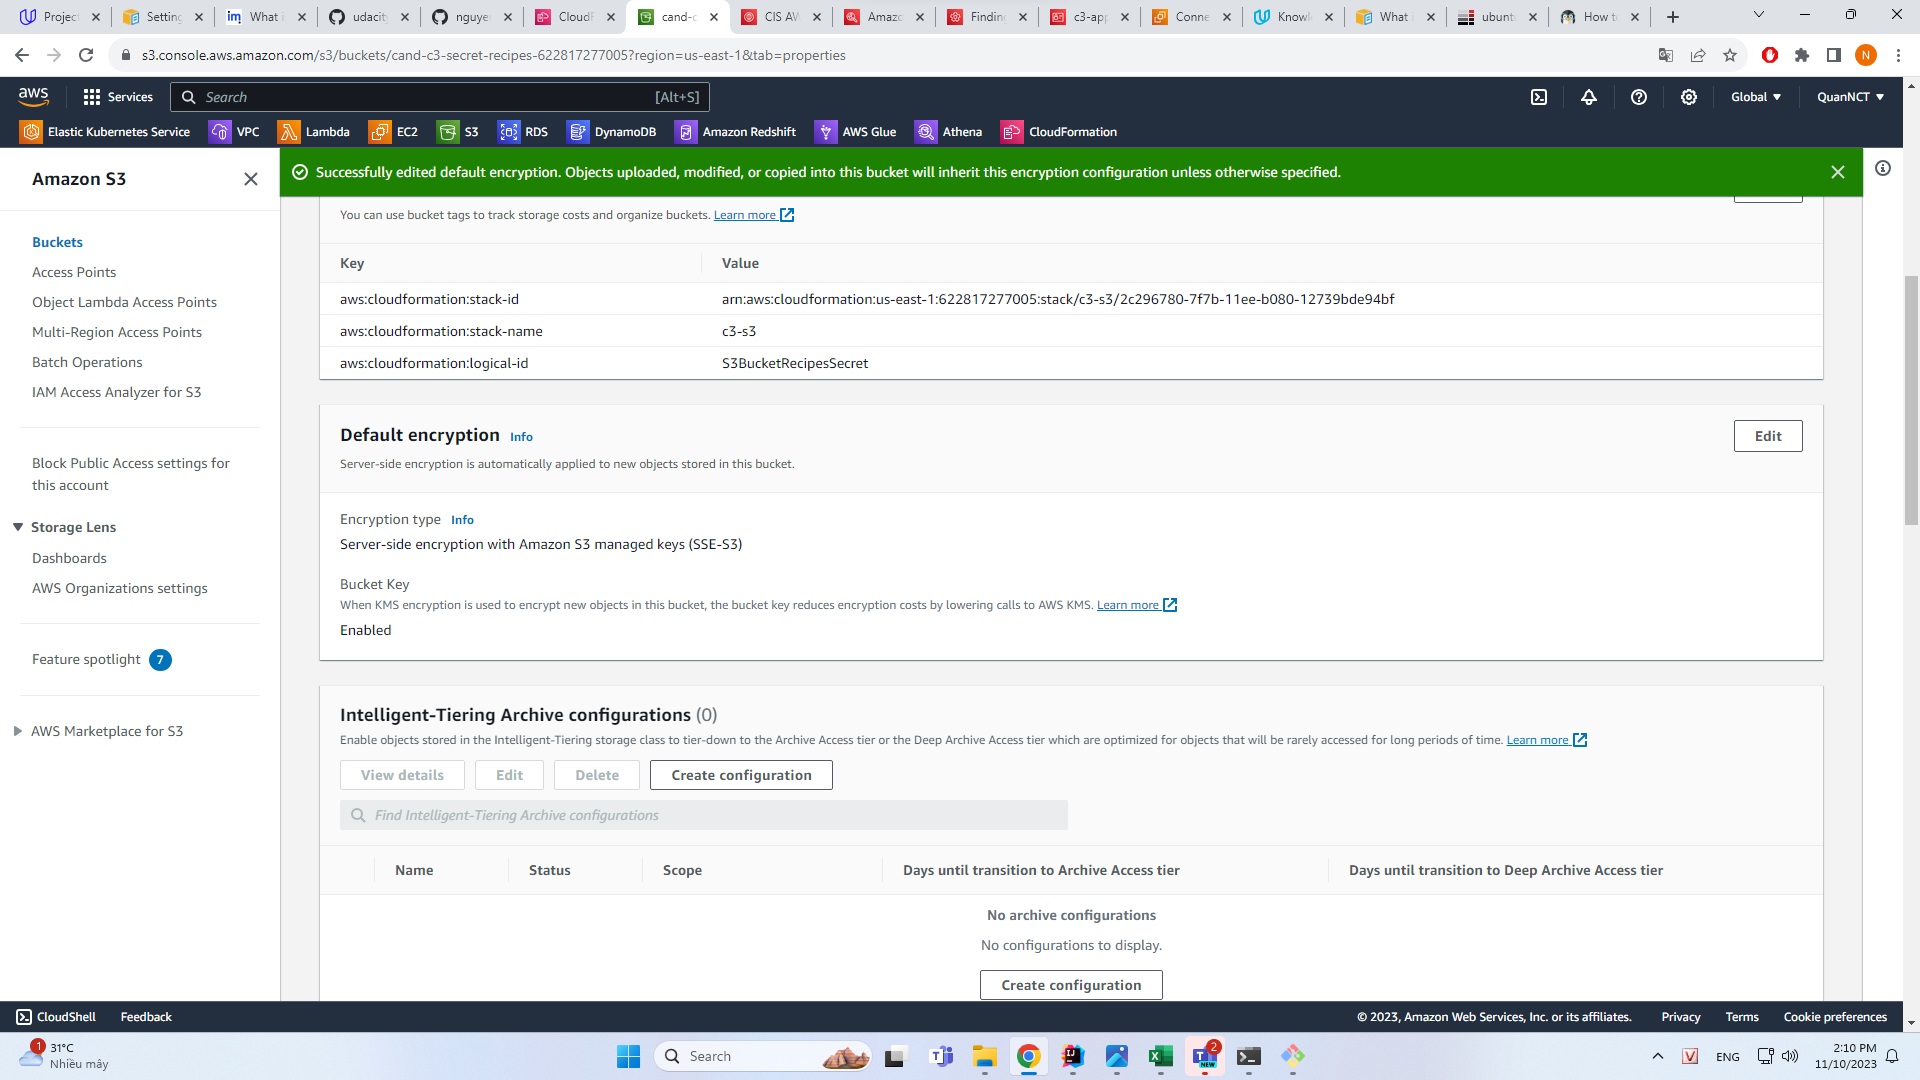 Project
Setting
What i
udacit
nguye
CloudF
cand-c
CIS AW
Amazo
Findin
c3-app
Conne
Know
What i
ubuntu
How to
s3.console.aws.amazon.com/s3/buckets/cand-c3-secret-recipes-622817277005?region=us-east-1&tab=properties
N
aws
Services
Search
[Alt+S]
Global
QuanNCT
Elastic Kubernetes Service
VPC
Lambda
EC2
S3
RDS
DynamoDB
Amazon Redshift
AWS Glue
Athena
CloudFormation
Amazon S3
Buckets
Access Points
Object Lambda Access Points
Multi-Region Access Points
Batch Operations
IAM Access Analyzer for S3
Block Public Access settings for
this account
Storage Lens
Dashboards
AWS Organizations settings
Feature spotlight 7
AWS Marketplace for S3
Successfully edited default encryption. Objects uploaded, modified, or copied into this bucket will inherit this encryption configuration unless otherwise specified.
You can use bucket tags to track storage costs and organize buckets. Learn more
Key
Value
aws:cloudformation:stack-id
arn:aws:cloudformation:us-east-1:622817277005:stack/c3-s3/2c296780-7f7b-11ee-b080-12739bde94bf
aws:cloudformation:stack-name
c3-s3
aws:cloudformation:logical-id
S3BucketRecipesSecret
Default encryption Info
Edit
Server-side encryption is automatically applied to new objects stored in this bucket.
Encryption type Info
Server-side encryption with Amazon S3 managed keys (SSE-S3)
Bucket Key
When KMS encryption is used to encrypt new objects in this bucket, the bucket key reduces encryption costs by lowering calls to AWS KMS. Learn more
Enabled
Intelligent-Tiering Archive configurations (0)
Enable objects stored in the Intelligent-Tiering storage class to tier-down to the Archive Access tier or the Deep Archive Access tier which are optimized for objects that will be rarely accessed for long periods of time. Learn more
View details
Edit
Delete
Create configuration
Find Intelligent-Tiering Archive configurations
Name
Status
Scope
Days until transition to Archive Access tier
Days until transition to Deep Archive Access tier
No archive configurations
No configurations to display.
Create configuration
CloudShell
Feedback
© 2023, Amazon Web Services, Inc. or its affiliates.
Privacy
Terms
Cookie preferences
1
31°C
Nhiều mây
Search
2
NEW
V
ENG
2:10 PM
11/10/2023